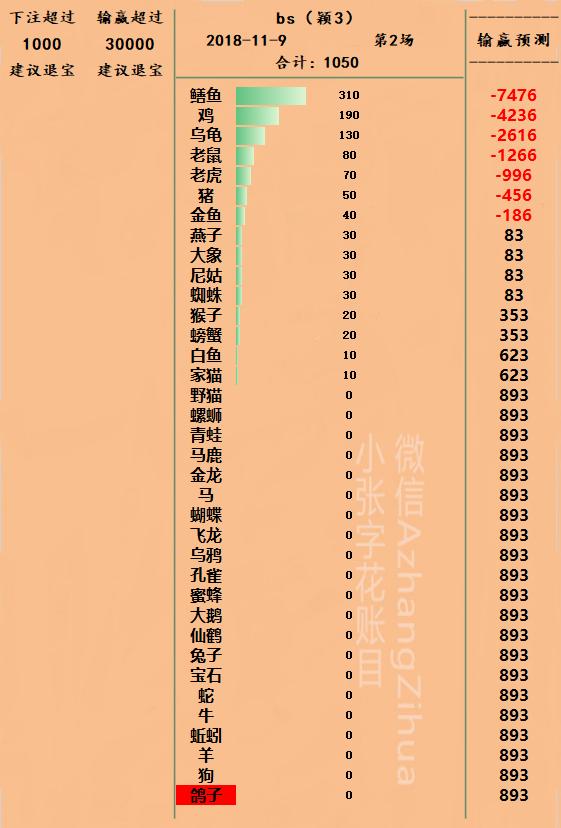 下注超过 输赢超过
1000 30000
建议退宝 建议退宝
bs（颖3）
2018-11-9 第2场
合计：1050
输赢预测
鳝鱼 310 -7476
鸡 190 -4236
乌龟 130 -2616
老鼠 80 -1266
老虎 70 -996
猪 50 -456
金鱼 40 -186
燕子 30 83
大象 30 83
尼姑 30 83
蜘蛛 30 83
猴子 20 353
螃蟹 20 353
白鱼 10 623
家猫 10 623
野猫 0 893
螺蛳 0 893
青蛙 0 893
马鹿 0 893
金龙 0 893
马 0 893
蝴蝶 0 893
飞龙 0 893
乌鸦 0 893
孔雀 0 893
蜜蜂 0 893
大鹅 0 893
仙鹤 0 893
兔子 0 893
宝石 0 893
蛇 0 893
牛 0 893
蚯蚓 0 893
羊 0 893
狗 0 893
鸽子 0 893
微信AzhangZihua
小张字花账目